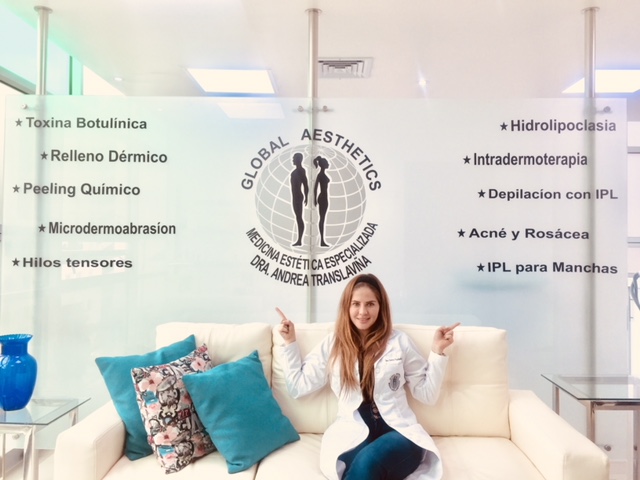 ★ Toxina Botulínica
★ Relleno Dérmico
★ Peeling Químico
★ Microdermoabrasíon
★ Hilos tensores
GLOBAL AESTHETICS
MEDICINA ESTÉTICA ESPECIALIZADA
DRA. ANDREA TRANSLAVIÑA
★ Hidrolipoclasia
★ Intradermoterapia
★ Depilacion con IPL
★ Acné y Rosácea
★ IPL para Manchas